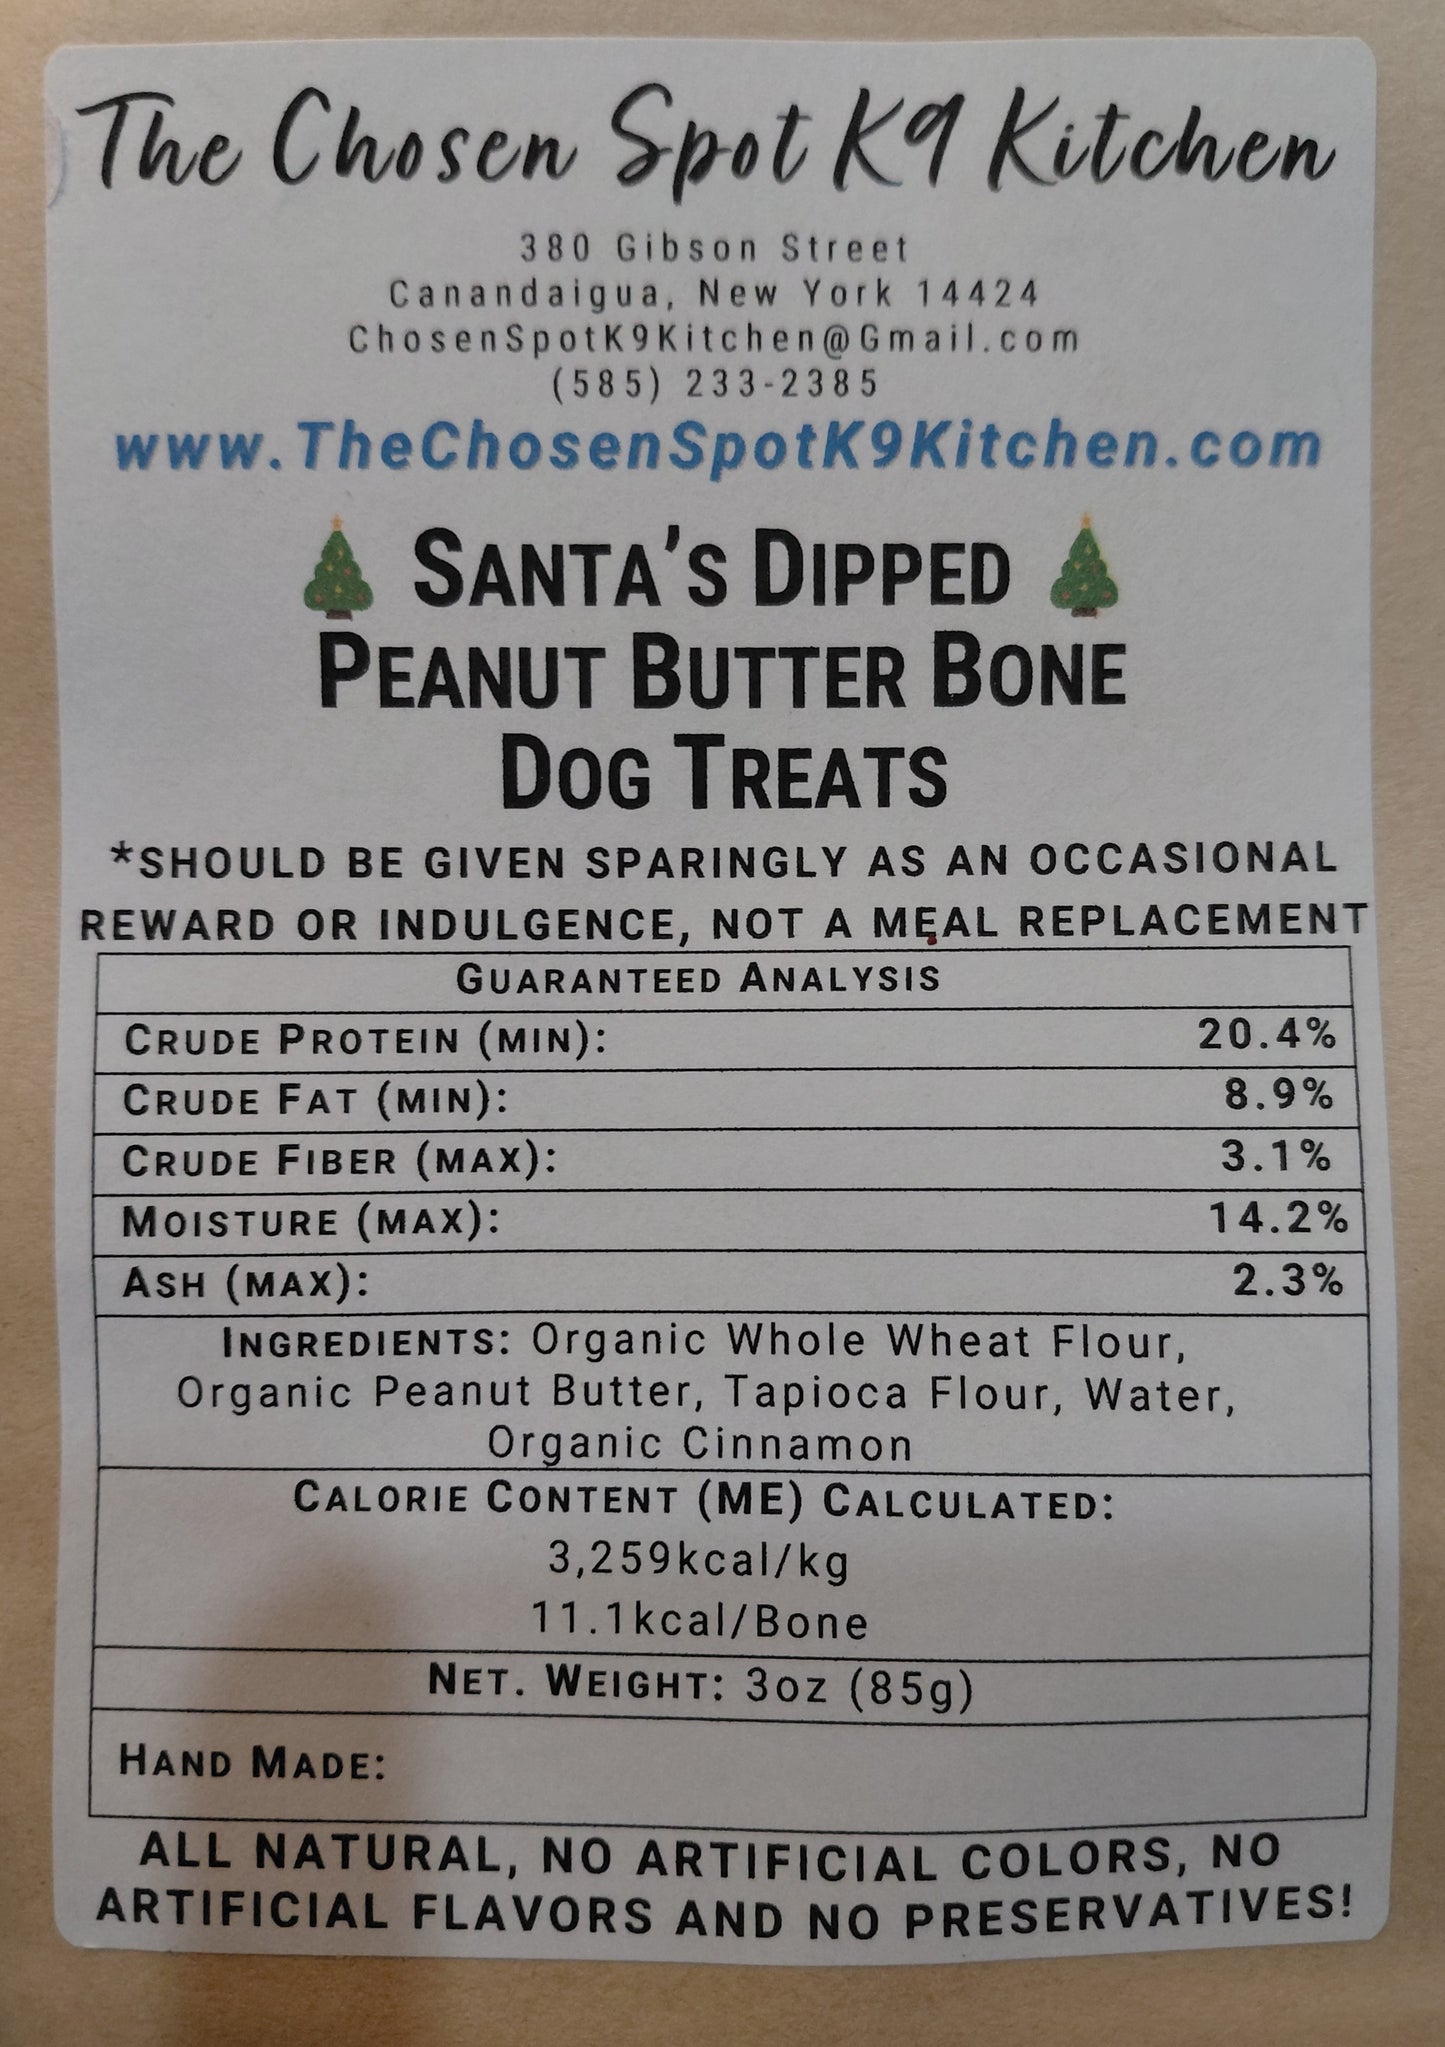 The Chosen Spot K9 Kitchen
380 Gibson Street
Canandaigua, New York 14424
ChosenSpotK9Kitchen@Gmail.com
(585) 233-2385
www.TheChosenSpotK9Kitchen.com
SANTA'S DIPPED
PEANUT BUTTER BONE
DOG TREATS
*SHOULD BE GIVEN SPARINGLY AS AN OCCASIONAL
REWARD OR INDULGENCE, NOT A MEAL REPLACEMENT
GUARANTEED ANALYSIS
CRUDE PROTEIN (MIN): 20.4%
CRUDE FAT (MIN): 8.9%
CRUDE FIBER (MAX): 3.1%
MOISTURE (MAX): 14.2%
ASH (MAX): 2.3%
INGREDIENTS: Organic Whole Wheat Flour,
Organic Peanut Butter, Tapioca Flour, Water,
Organic Cinnamon
CALORIE CONTENT (ME) CALCULATED:
3,259kcal/kg
11.1kcal/Bone
NET. WEIGHT: 3oz (85g)
HAND MADE:
ALL NATURAL, NO ARTIFICIAL COLORS, NO
ARTIFICIAL FLAVORS AND NO PRESERVATIVES!